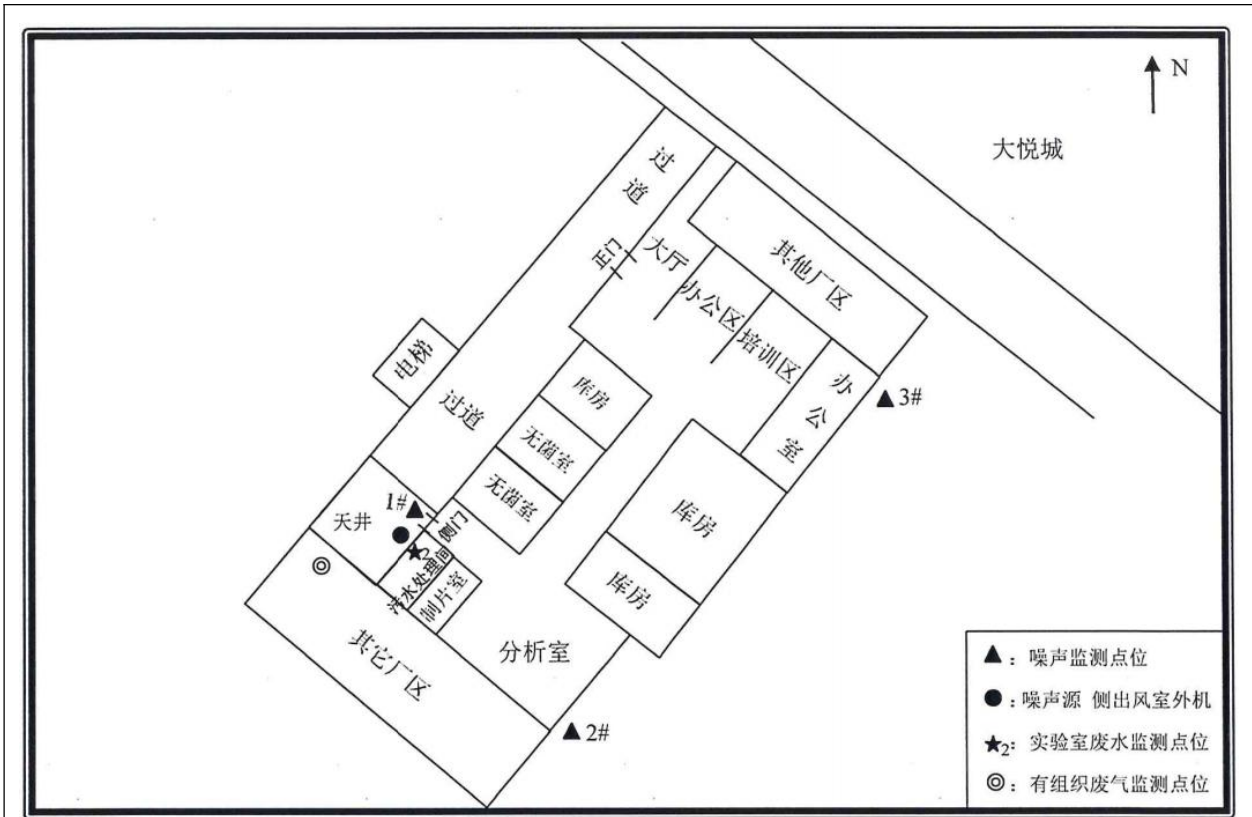 N
大悦城
过道
正门
大厅
其他厂区
办公区
培训区
办公室
3#
电梯
过道
库房
无菌室
无菌室
库房
库房
1#
天井
侧门
污水处理间
制片室
分析室
其它厂区
2#
▲：噪声监测点位
●：噪声源 侧出风室外机
★2：实验室废水监测点位
◎：有组织废气监测点位